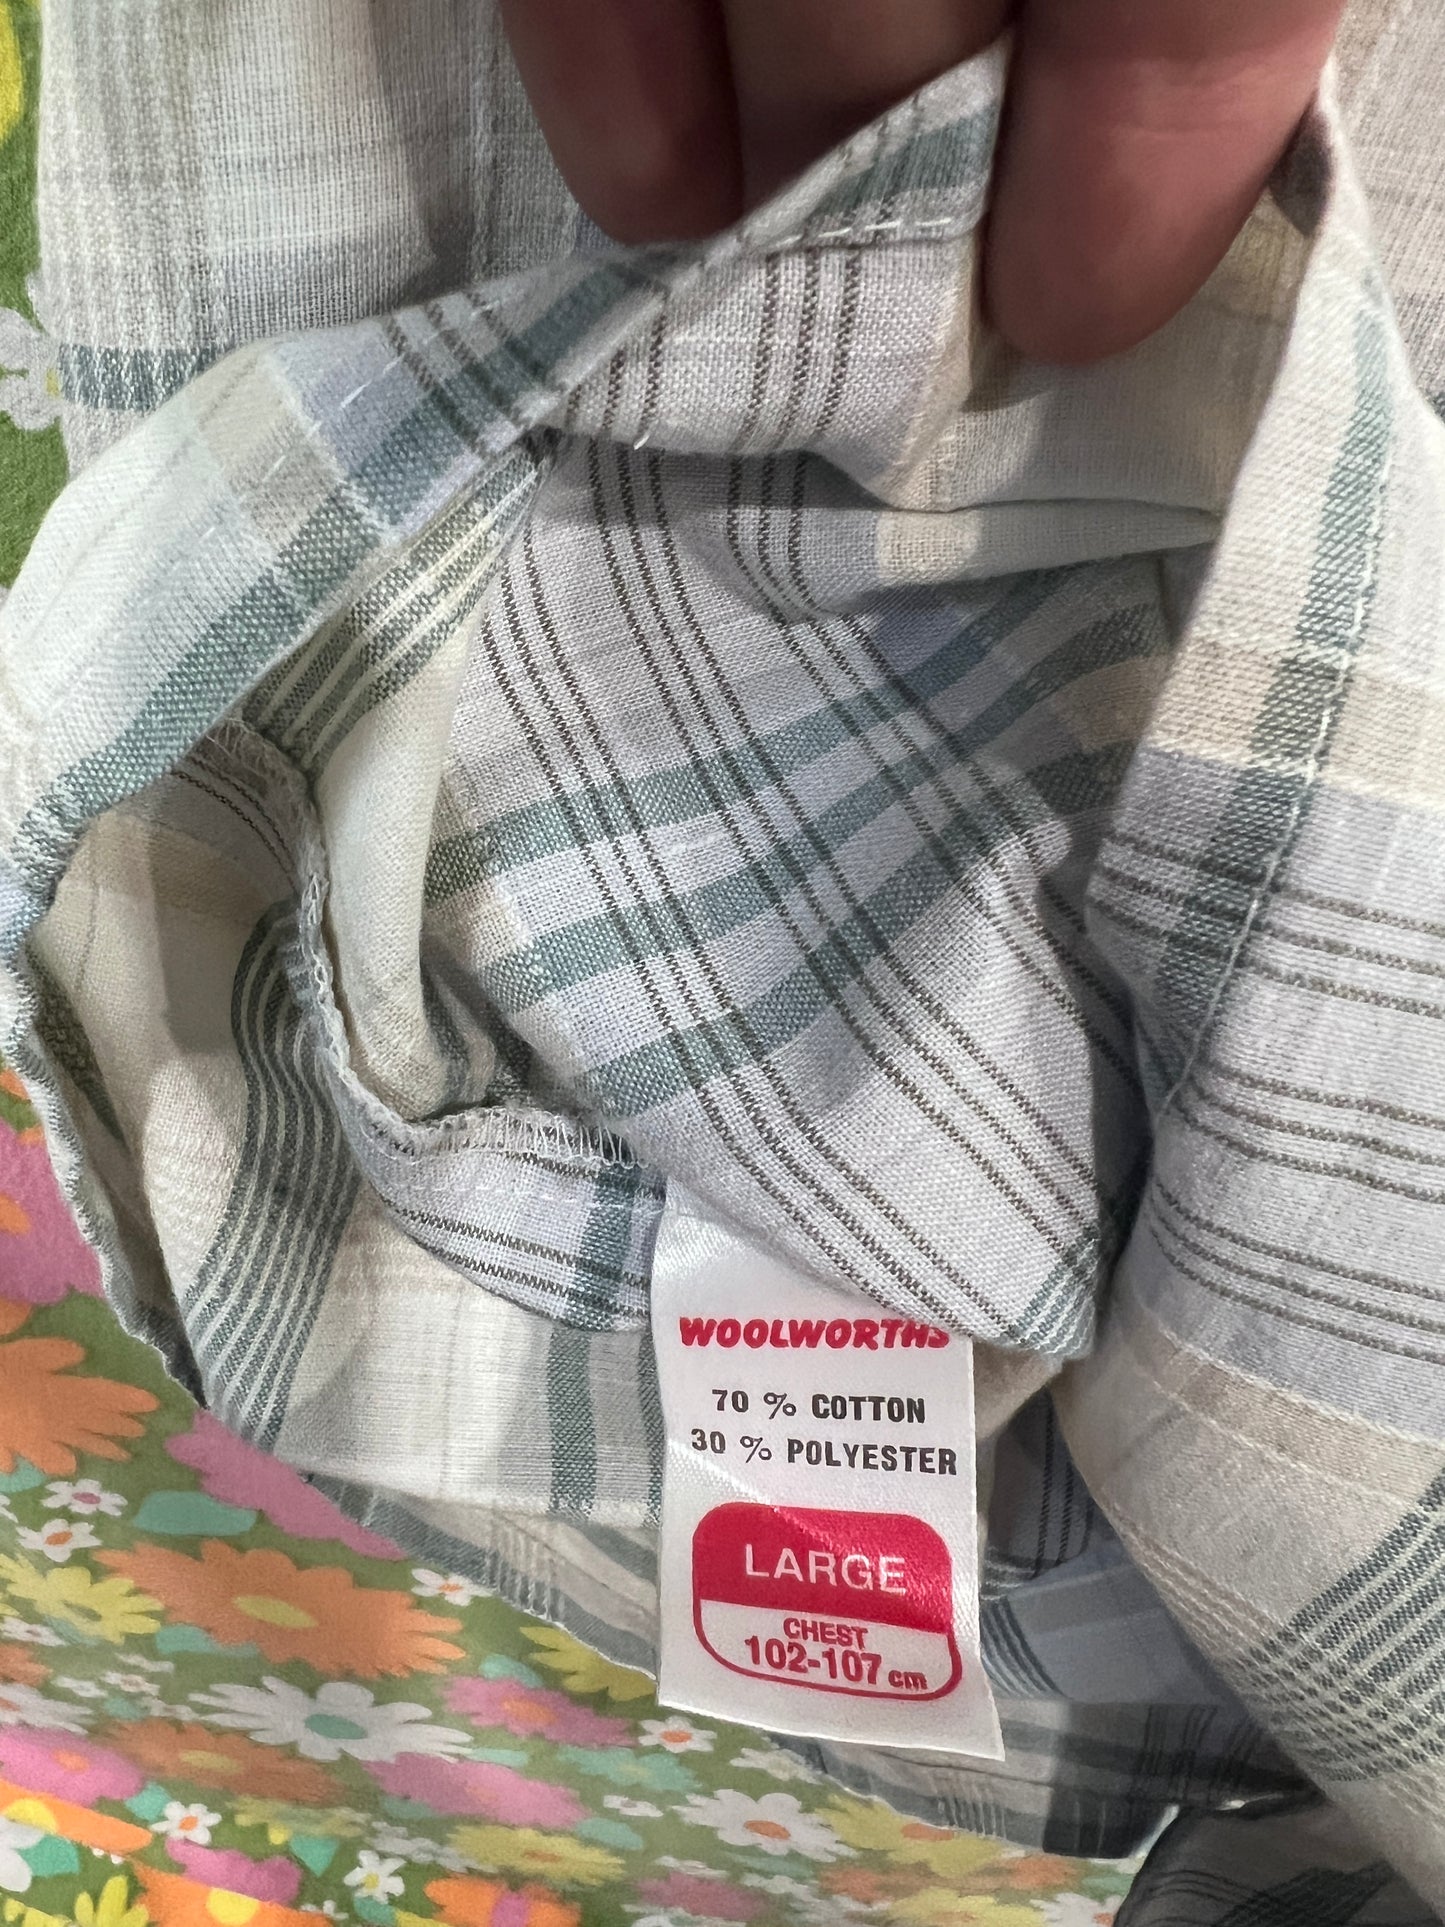 WOOLWORTHS
70 % COTTON
30 % POLYESTER
LARGE
CHEST
102-107 cm